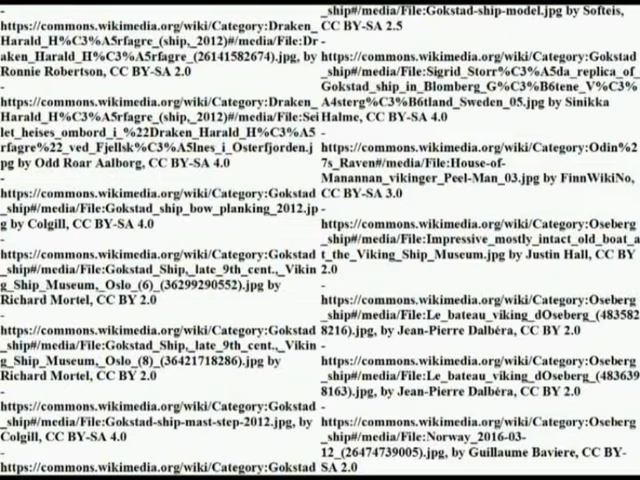 -
https://commons.wikimedia.org/wiki/Category:Draken_
Harald_H%C3%A5rfagre_(ship,_2012)#/media/File:Dr
aken_Harald_H%C3%A5rfagre_(26141582674).jpg, by
Ronnie Robertson, CC BY-SA 2.0
-
https://commons.wikimedia.org/wiki/Category:Draken_
Harald_H%C3%A5rfagre_(ship,_2012)#/media/File:Sei
let_heises_ombord_i_%22Draken_Harald_H%C3%A5
rfagre%22_ved_Fjellsk%C3%A5lnes_i_Osterfjorden.j
pg by Odd Roar Aalborg, CC BY-SA 4.0
-
https://commons.wikimedia.org/wiki/Category:Gokstad
_ship#/media/File:Gokstad_ship_bow_planking_2012.jp
g by Colgill, CC BY-SA 4.0
-
https://commons.wikimedia.org/wiki/Category:Gokstad
_ship#/media/File:Gokstad_Ship,_late_9th_cent.,_Vikin
g_Ship_Museum,_Oslo_(6)_(36299290552).jpg by
Richard Mortel, CC BY 2.0
-
https://commons.wikimedia.org/wiki/Category:Gokstad
_ship#/media/File:Gokstad_Ship,_late_9th_cent.,_Vikin
g_Ship_Museum,_Oslo_(8)_(36421718286).jpg by
Richard Mortel, CC BY 2.0
-
https://commons.wikimedia.org/wiki/Category:Gokstad
_ship#/media/File:Gokstad-ship-mast-step-2012.jpg, by
Colgill, CC BY-SA 4.0
-
https://commons.wikimedia.org/wiki/Category:Gokstad
_ship#/media/File:Gokstad-ship-model.jpg by Softeis,
CC BY-SA 2.5
-
https://commons.wikimedia.org/wiki/Category:Gokstad
_ship#/media/File:Sigrid_Storr%C3%A5da_replica_of_
Gokstad_ship_in_Blomberg_G%C3%B6tene_V%C3%
A4sterg%C3%B6tland_Sweden_05.jpg by Sinikka
Halme, CC BY-SA 4.0
-
https://commons.wikimedia.org/wiki/Category:Odin%2
7s_Raven#/media/File:House-of-
Manannan_vikinger_Peel-Man_03.jpg by FinnWikiNo,
CC BY-SA 3.0
-
https://commons.wikimedia.org/wiki/Category:Oseberg
_ship#/media/File:Impressive_mostly_intact_old_boat_a
t_the_Viking_Ship_Museum.jpg by Justin Hall, CC BY
2.0
-
https://commons.wikimedia.org/wiki/Category:Oseberg
_ship#/media/File:Le_bateau_viking_dOseberg_(483582
8216).jpg, by Jean-Pierre Dalbéra, CC BY 2.0
-
https://commons.wikimedia.org/wiki/Category:Oseberg
_ship#/media/File:Le_bateau_viking_dOseberg_(483639
8163).jpg, by Jean-Pierre Dalbéra, CC BY 2.0
-
https://commons.wikimedia.org/wiki/Category:Oseberg
_ship#/media/File:Norway_2016-03-
12_(26474739005).jpg, by Guillaume Baviere, CC BY-
SA 2.0